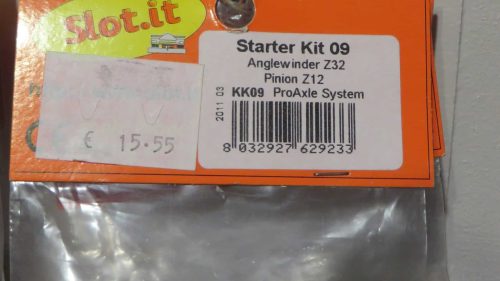 Slot.it
Starter Kit 09
Anglewinder Z32
Pinion Z12
KK09 ProAxle System
2011 03
€ 15.55
8 032927 629233